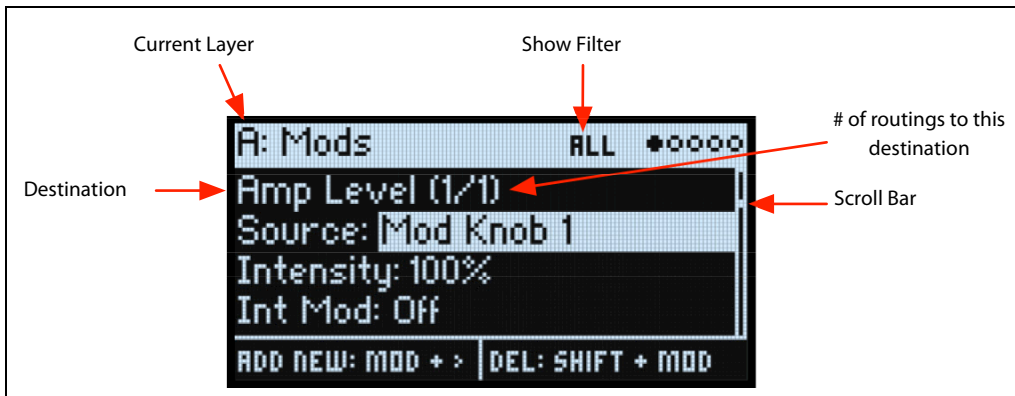 Current Layer
Show Filter
# of routings to this
destination
Destination
Scroll Bar
A: Mods ALL
Amp Level (1/1)
Source: Mod Knob 1
Intensity: 100%
Int Mod: Off
ADD NEW: MOD + > DEL: SHIFT + MOD